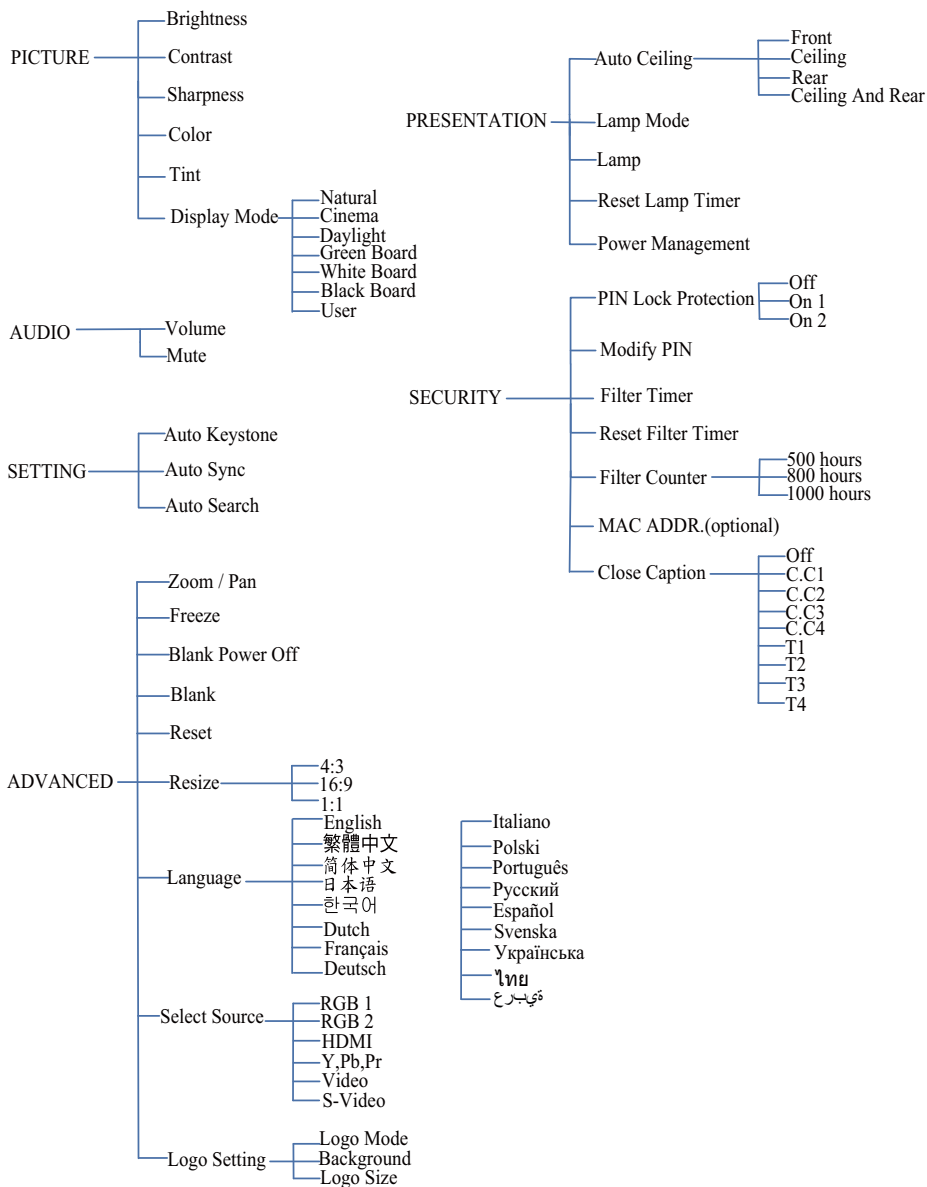 PICTURE
Brightness
Contrast
Sharpness
Color
Tint
Display Mode
Natural
Cinema
Daylight
Green Board
White Board
Black Board
User
AUDIO
Volume
Mute
SETTING
Auto Keystone
Auto Sync
Auto Search
ADVANCED
Zoom / Pan
Freeze
Blank Power Off
Blank
Reset
Resize
4:3
16:9
1:1
Language
English
繁體中文
简体中文
日本语
한국어
Dutch
Français
Deutsch
Italiano
Polski
Português
Русский
Español
Svenska
Українська
ไทย
ةيبرع
Select Source
RGB 1
RGB 2
HDMI
Y,Pb,Pr
Video
S-Video
Logo Setting
Logo Mode
Background
Logo Size
PRESENTATION
Auto Ceiling
Front
Ceiling
Rear
Ceiling And Rear
Lamp Mode
Lamp
Reset Lamp Timer
Power Management
SECURITY
PIN Lock Protection
Off
On 1
On 2
Modify PIN
Filter Timer
Reset Filter Timer
Filter Counter
500 hours
800 hours
1000 hours
MAC ADDR.(optional)
Close Caption
Off
C.C1
C.C2
C.C3
C.C4
T1
T2
T3
T4